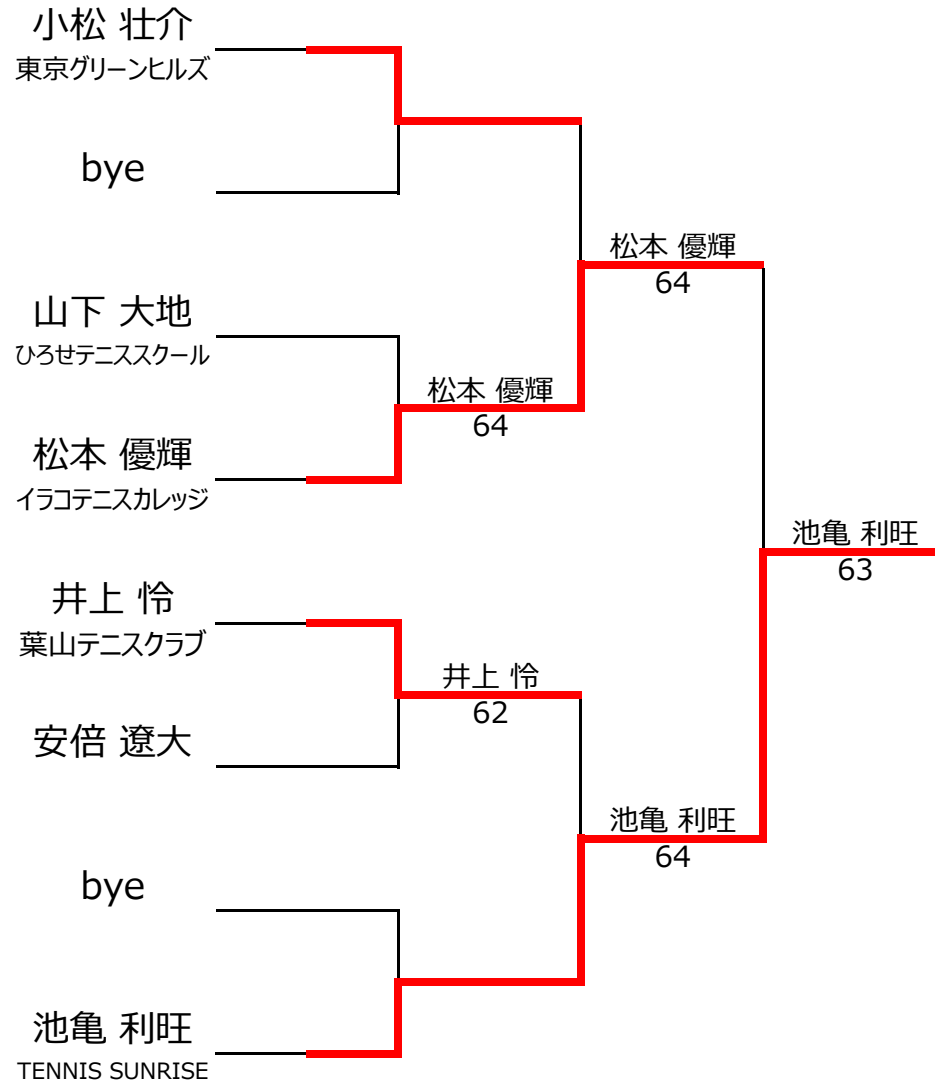 小松 壮介
東京グリーンヒルズ
bye
松本 優輝
64
山下 大地
ひろせテニススクール
松本 優輝
64
松本 優輝
イラコテニスカレッジ
池亀 利旺
63
井上 怜
葉山テニスクラブ
井上 怜
62
安倍 遼大
池亀 利旺
64
bye
池亀 利旺
TENNIS SUNRISE